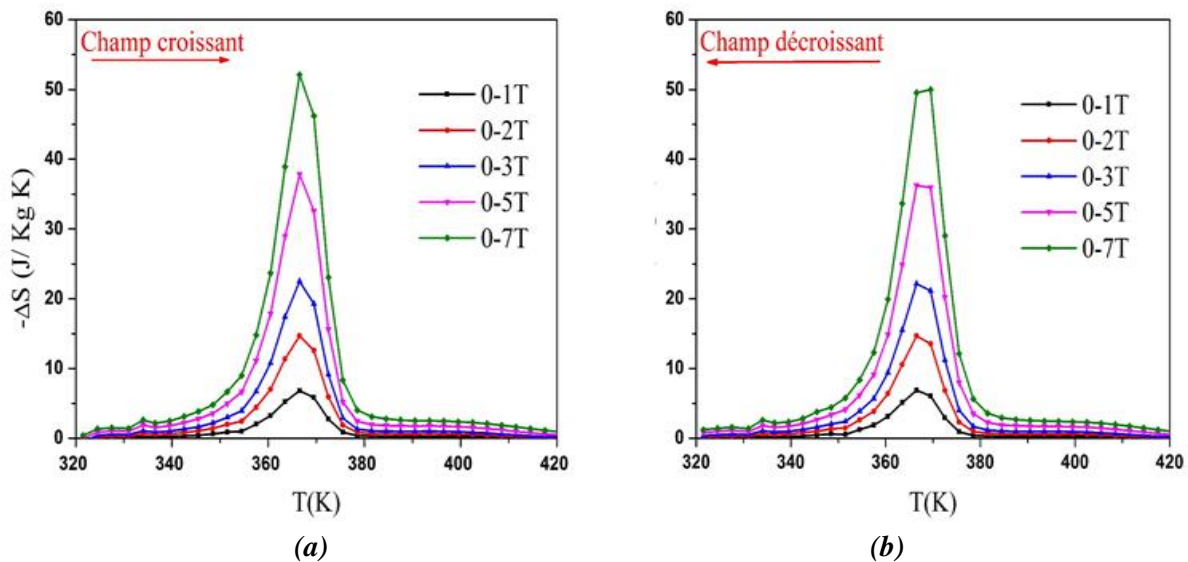 Champ croissant
0-1T
0-2T
0-3T
0-5T
0-7T
60
50
40
30
20
10
0
-ΔS (J/ Kg K)
320
340
360
380
400
420
T(K)
(a)
Champ décroissant
0-1T
0-2T
0-3T
0-5T
0-7T
60
50
40
30
20
10
0
320
340
360
380
400
420
T(K)
(b)